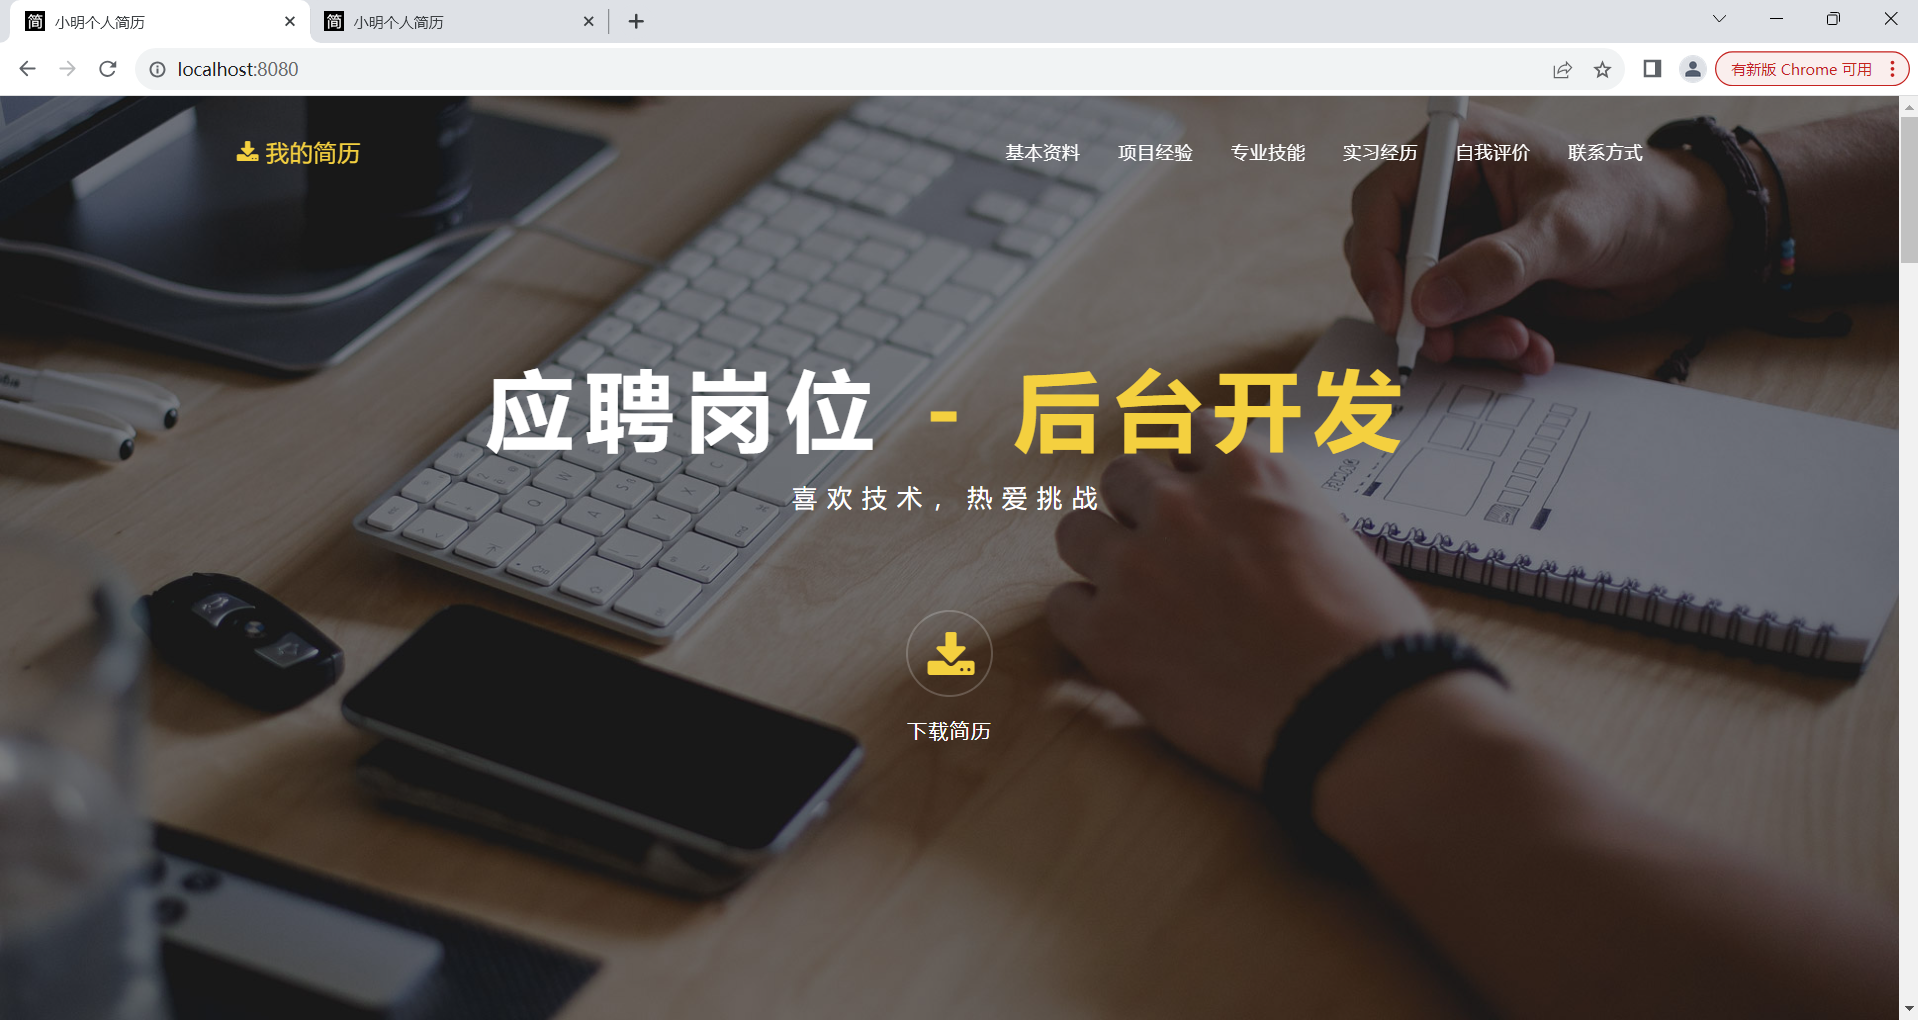 小明个人简历
小明个人简历
localhost:8080
有新版 Chrome 可用
我的简历
基本资料 项目经验 专业技能 实习经历 自我评价 联系方式
应聘岗位 - 后台开发
喜欢技术，热爱挑战
下载简历